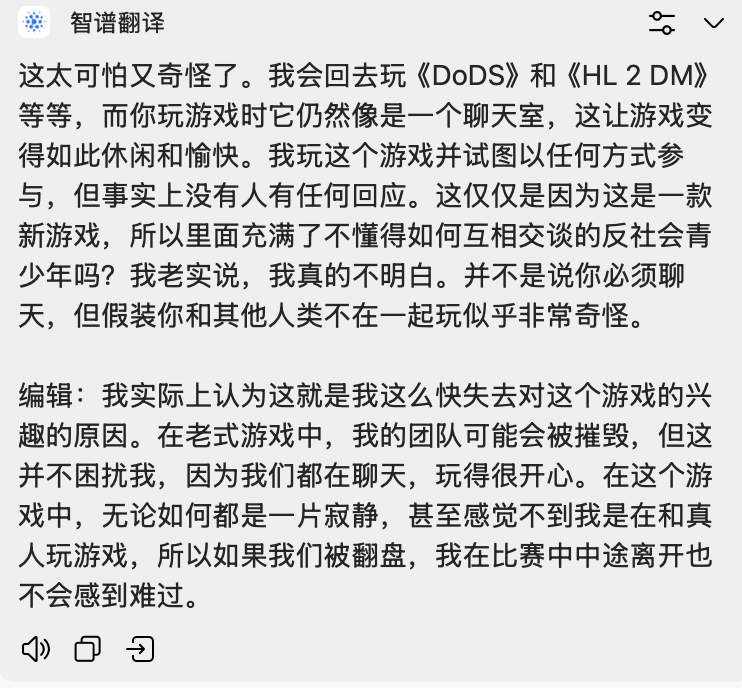 智谱翻译
这太可怕又奇怪了。我会回去玩《DoDS》和《HL 2 DM》
等等，而你玩游戏时它仍然像是一个聊天室，这让游戏变
得如此休闲和愉快。我玩这个游戏并试图以任何方式参
与，但事实上没有人有任何回应。这仅仅是因为这是一款
新游戏，所以里面充满了不懂得如何互相交谈的反社会青
少年吗？我老实说，我真的不明白。并不是说你必须聊
天，但假装你和其他人类不在一起玩似乎非常奇怪。
编辑：我实际上认为这就是我这么快失去对这个游戏的兴
趣的原因。在老式游戏中，我的团队可能会被摧毁，但这
并不困扰我，因为我们都在聊天，玩得很开心。在这个游
戏中，无论如何都是一片寂静，甚至感觉不到我是在和真
人玩游戏，所以如果我们被翻盘，我在比赛中中途离开也
不会感到难过。